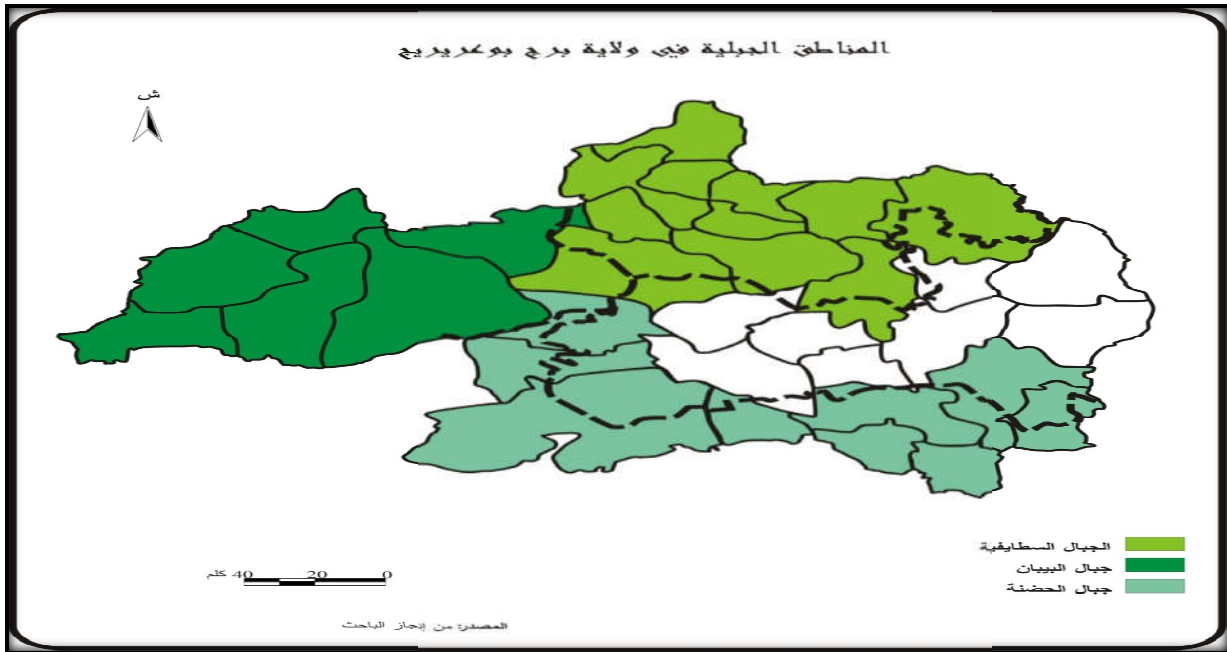 المناطق الجبلية في ولاية برج بوعريريج
ش
الجبال السطايفية
جبال البيبان
جبال الحضنة
كلم 40 20 0
المصدر: من إنجاز الباحث